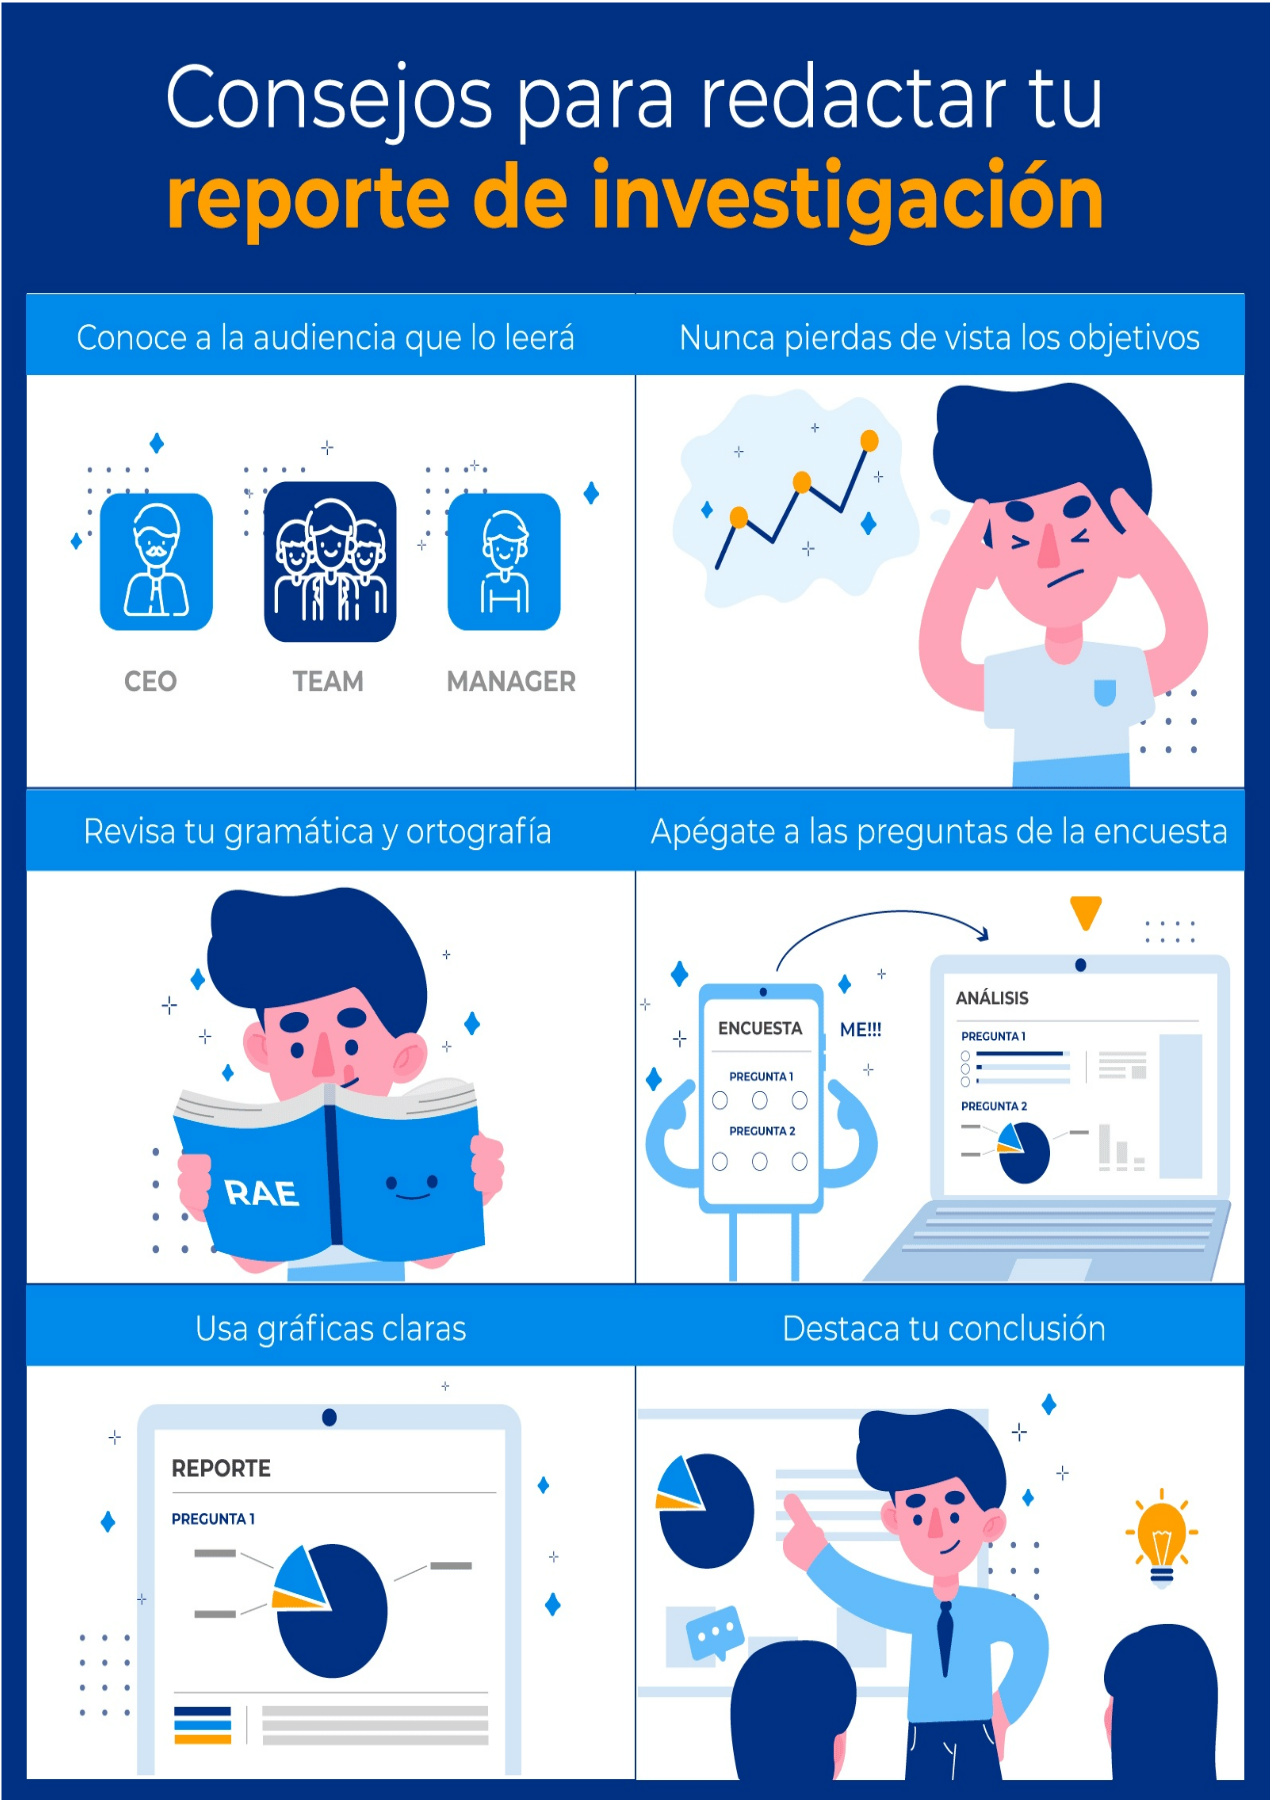 Consejos para redactar tu
reporte de investigación
Conoce a la audiencia que lo leerá
CEO
TEAM
MANAGER
Nunca pierdas de vista los objetivos
Revisa tu gramática y ortografía
RAE
Apégate a las preguntas de la encuesta
ENCUESTA
PREGUNTA 1
PREGUNTA 2
ME!!!
ANÁLISIS
PREGUNTA 1
PREGUNTA 2
Usa gráficas claras
REPORTE
PREGUNTA 1
Destaca tu conclusión